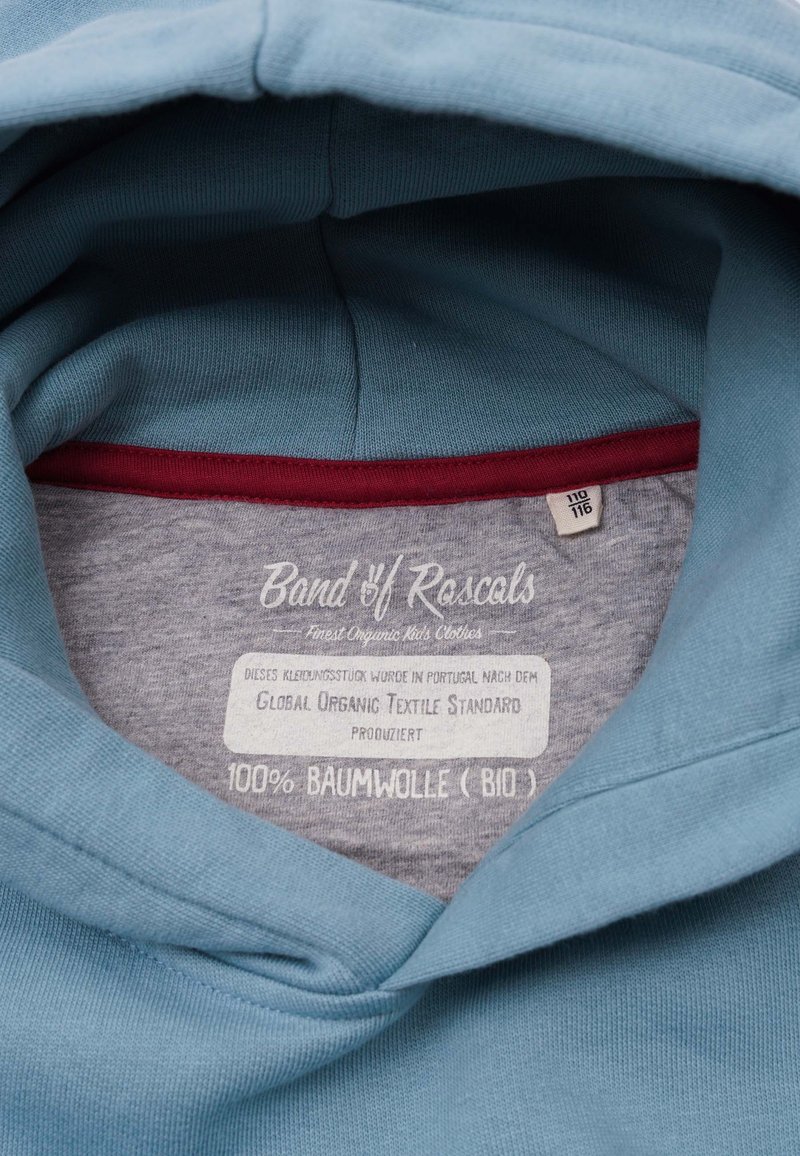 110
116
Band of Rascals
Finest Organic Kid's Clothes
DIESES KLEIDUNGSSTÜCK WURDE IN PORTUGAL NACH DEM
GLOBAL ORGANIC TEXTILE STANDARD
PRODUZIERT
100% BAUMWOLLE ( BIO )